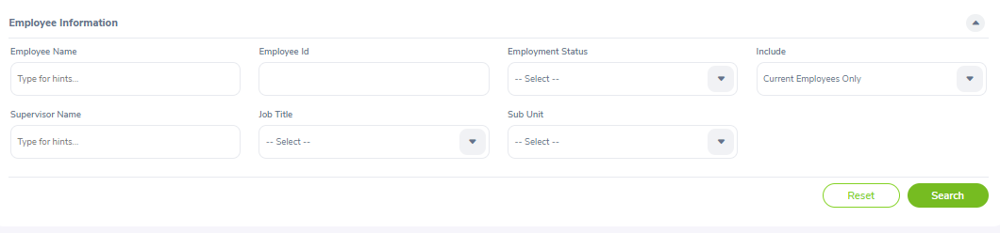 Employee Information
Employee Name
Employee Id
Employment Status
Include
Type for hints...
-- Select --
Current Employees Only
Supervisor Name
Job Title
Sub Unit
Type for hints...
-- Select --
-- Select --
Reset
Search